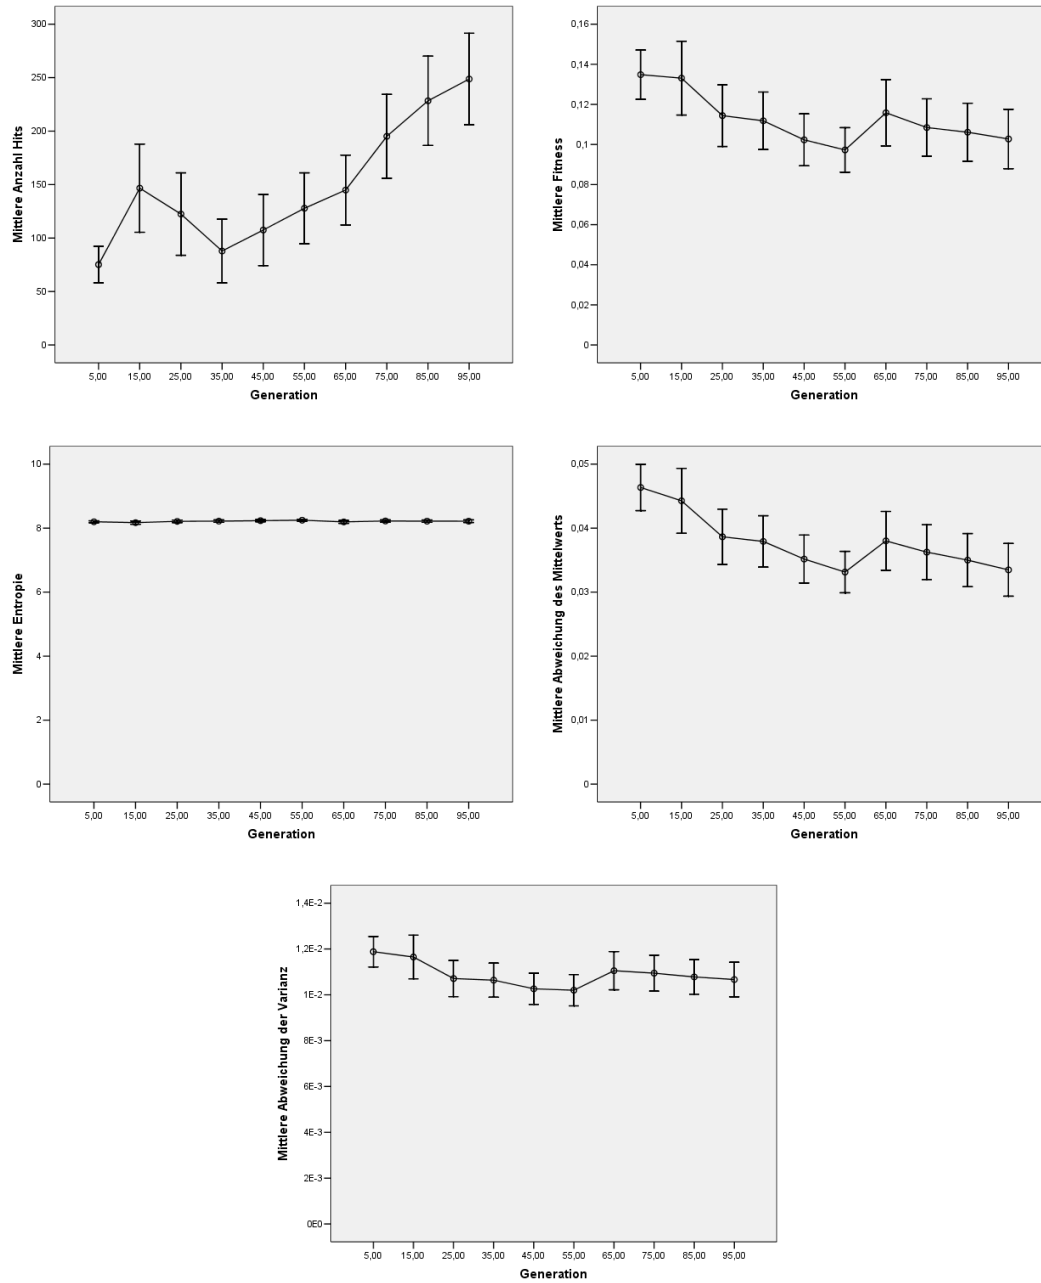 Mittlere Anzahl Hits
300
250
200
150
100
50
0
5,00 15,00 25,00 35,00 45,00 55,00 65,00 75,00 85,00 95,00
Generation
Mittlere Fitness
0,16
0,14
0,12
0,1
0,08
0,06
0,04
0,02
0
5,00 15,00 25,00 35,00 45,00 55,00 65,00 75,00 85,00 95,00
Generation
Mittlere Entropie
10
8
6
4
2
0
5,00 15,00 25,00 35,00 45,00 55,00 65,00 75,00 85,00 95,00
Generation
Mittlere Abweichung des Mittelwerts
0,05
0,04
0,03
0,02
0,01
0
5,00 15,00 25,00 35,00 45,00 55,00 65,00 75,00 85,00 95,00
Generation
Mittlere Abweichung der Varianz
1,4E-2
1,2E-2
1E-2
8E-3
6E-3
4E-3
2E-3
0E0
5,00 15,00 25,00 35,00 45,00 55,00 65,00 75,00 85,00 95,00
Generation